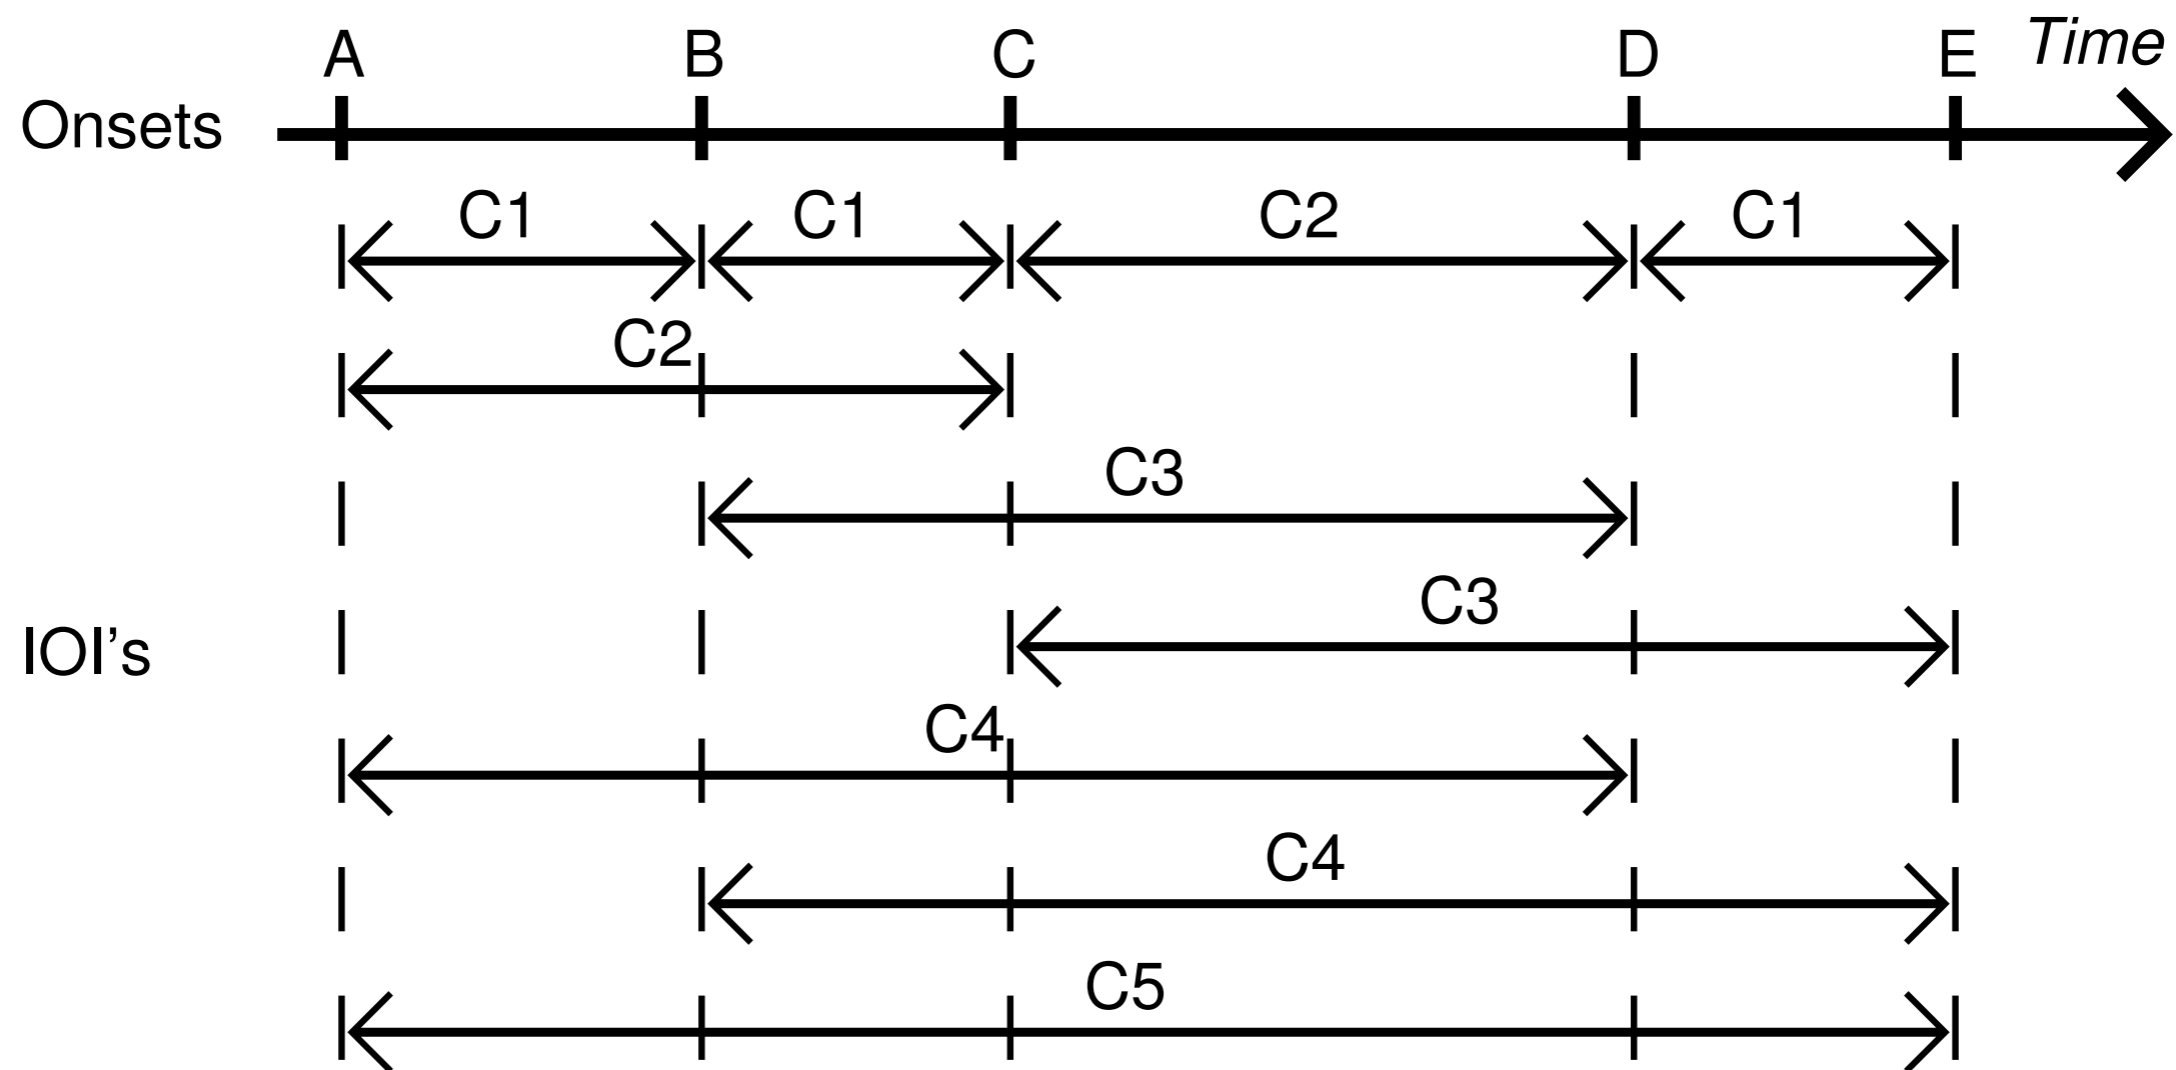 A B C D E Time
Onsets
C1 C1 C2 C1
C2
C3
C3
IOI's
C4
C4
C5